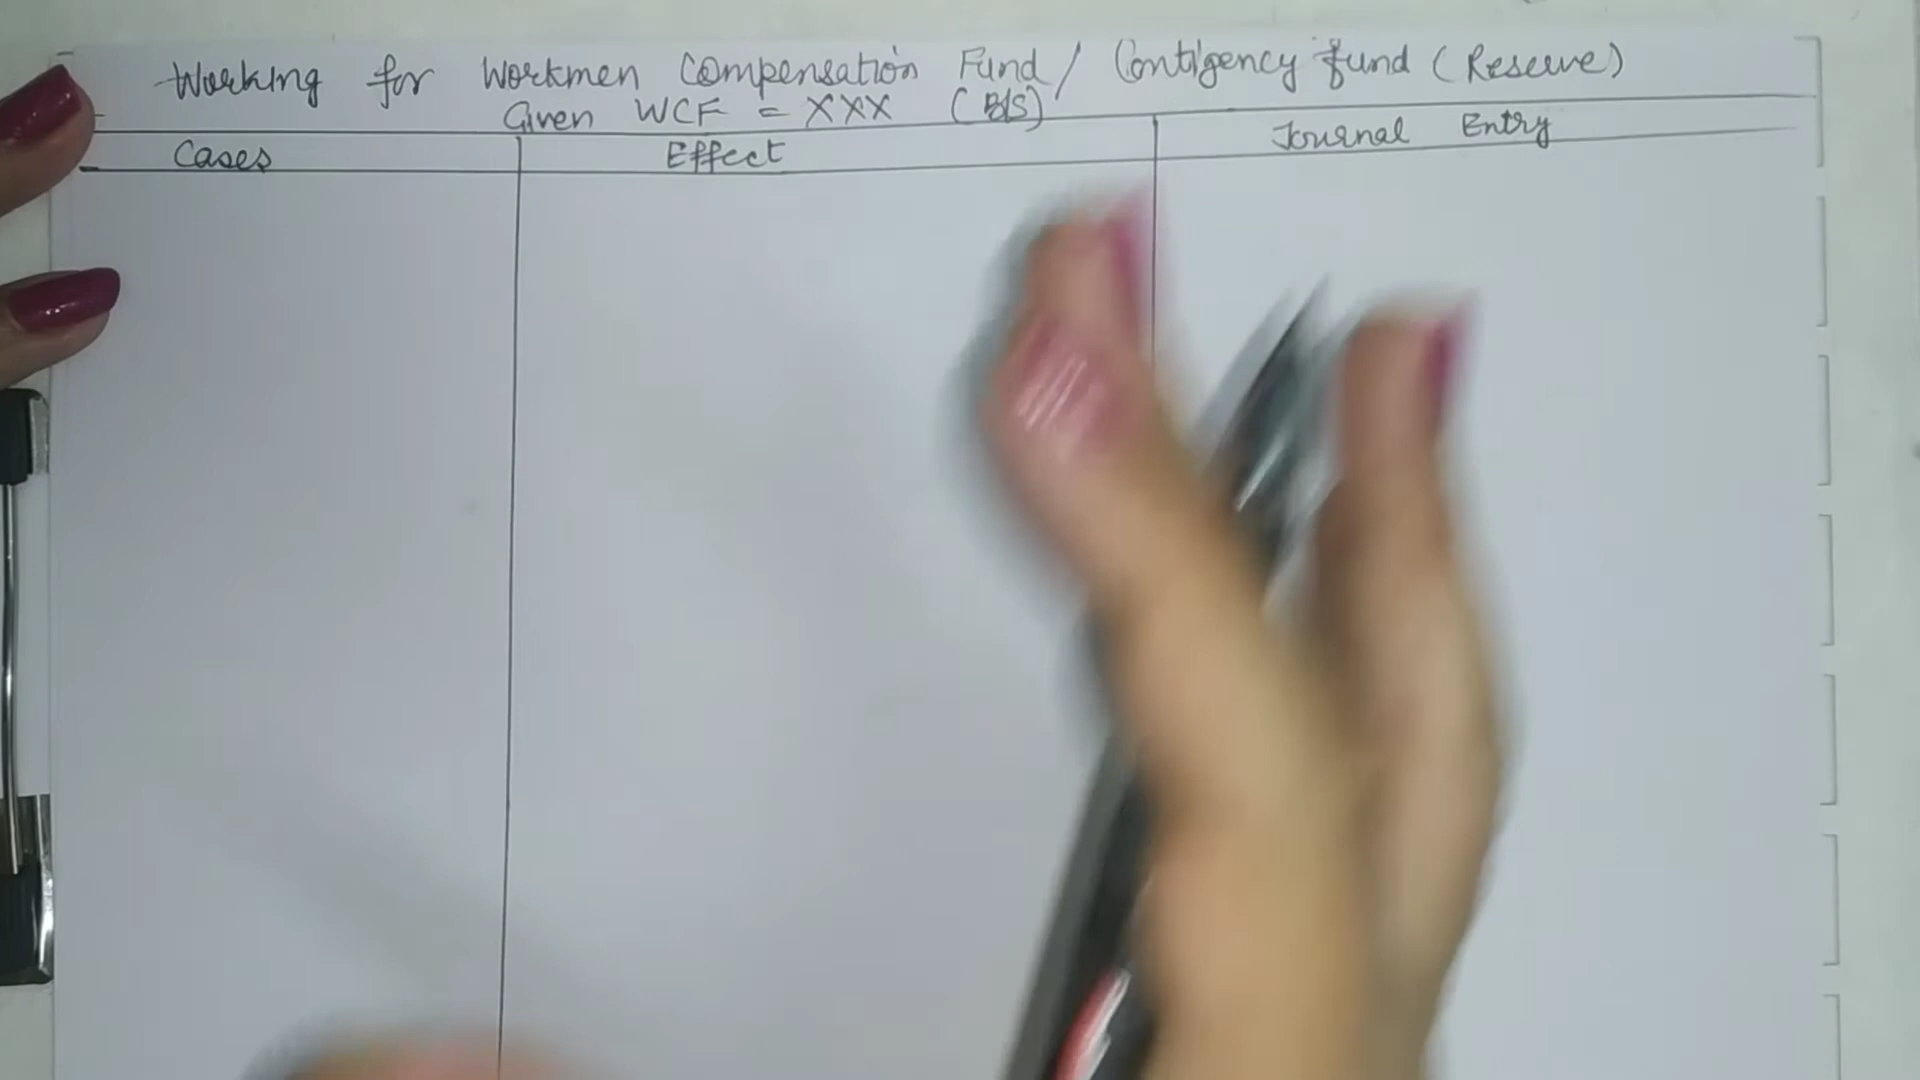 Working for Workmen Compensation Fund / Contigency fund (Reserve)
Given WCF = XXX (B/S)
Cases Effect Journal Entry